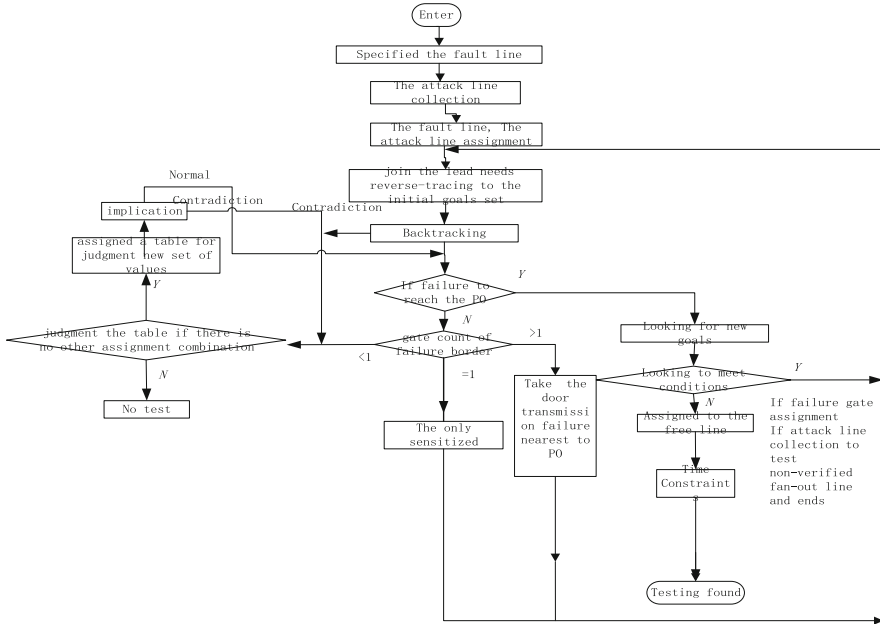 Enter
Specified the fault line
The attack line
collection
The fault line, The
attack line assignment
join the lead needs
reverse-tracing to the
initial goals set
Backtracking
Normal
Contradiction
Contradiction
implication
assigned a table for
judgment new set of
values
Y
judgment the table if there is
no other assignment combination
N
No test
If failure to
reach the PO
Y
N
gate count of
failure border
<1
=1
>1
The only
sensitized
Take the
door
transmissi
on failure
nearest to
PO
Looking for new
goals
Looking to meet
conditions
Y
N
Assigned to the
free line
Time
Constraint
s
Testing found
If failure gate
assignment
If attack line
collection to
test
non-verified
fan-out line
and ends